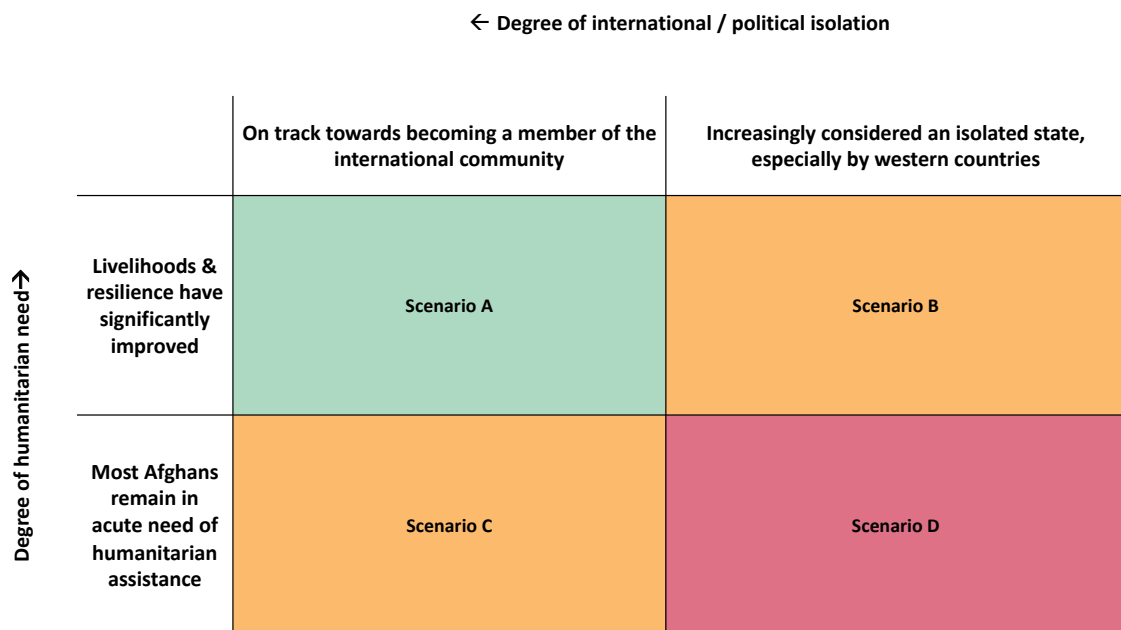 ← Degree of international / political isolation
On track towards becoming a member of the
international community
Increasingly considered an isolated state,
especially by western countries
Degree of humanitarian need→
Livelihoods &
resilience have
significantly
improved
Scenario A
Scenario B
Most Afghans
remain in
acute need of
humanitarian
assistance
Scenario C
Scenario D